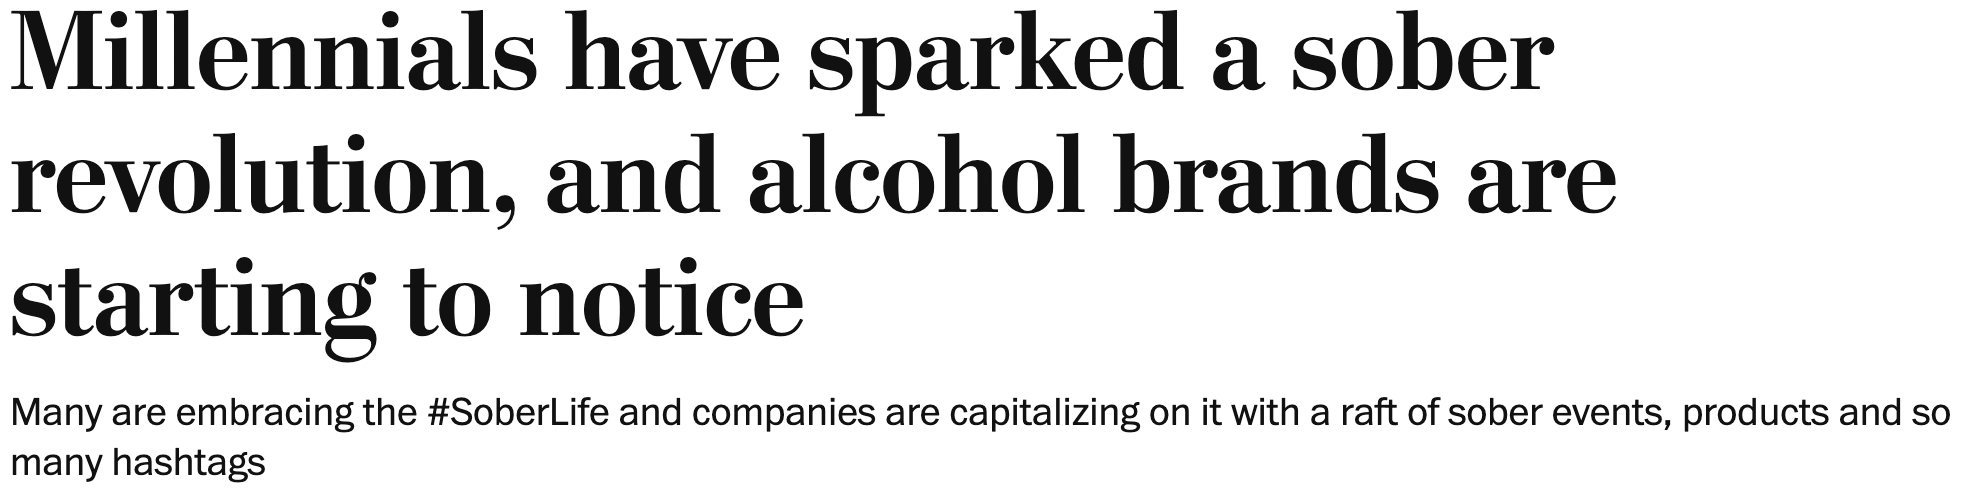 Millennials have sparked a sober
revolution, and alcohol brands are
starting to notice
Many are embracing the #SoberLife and companies are capitalizing on it with a raft of sober events, products and so
many hashtags